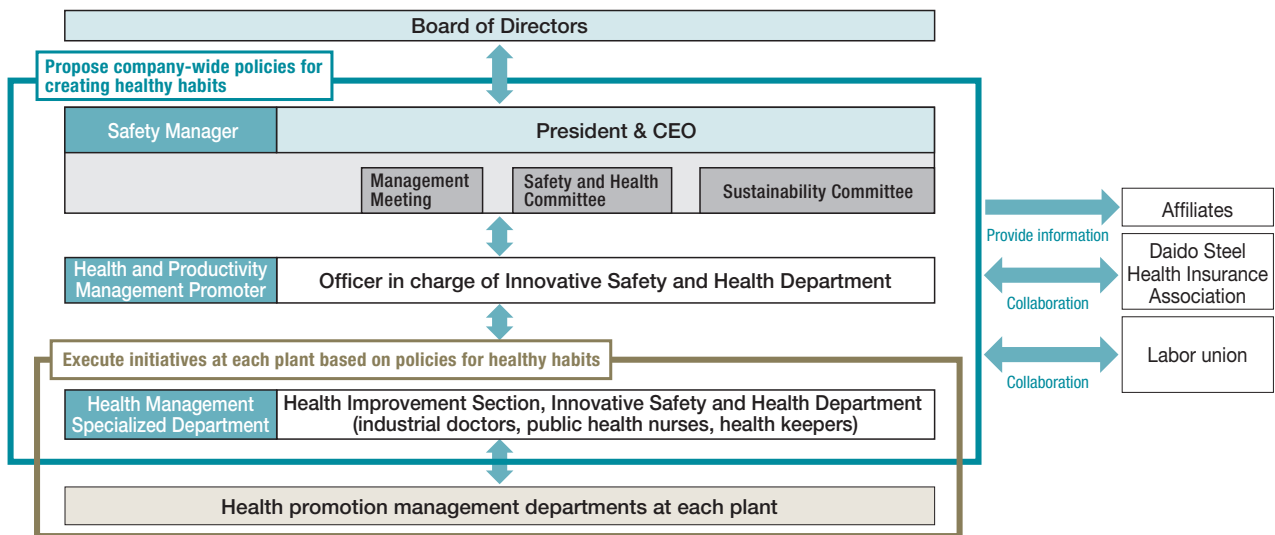 Board of Directors
Propose company-wide policies for
creating healthy habits
Safety Manager
President & CEO
Management
Meeting
Safety and Health
Committee
Sustainability Committee
Health and Productivity
Management Promoter
Officer in charge of Innovative Safety and Health Department
Execute initiatives at each plant based on policies for healthy habits
Health Management
Specialized Department
Health Improvement Section, Innovative Safety and Health Department
(industrial doctors, public health nurses, health keepers)
Health promotion management departments at each plant
Provide information
Affiliates
Collaboration
Daido Steel
Health Insurance
Association
Collaboration
Labor union